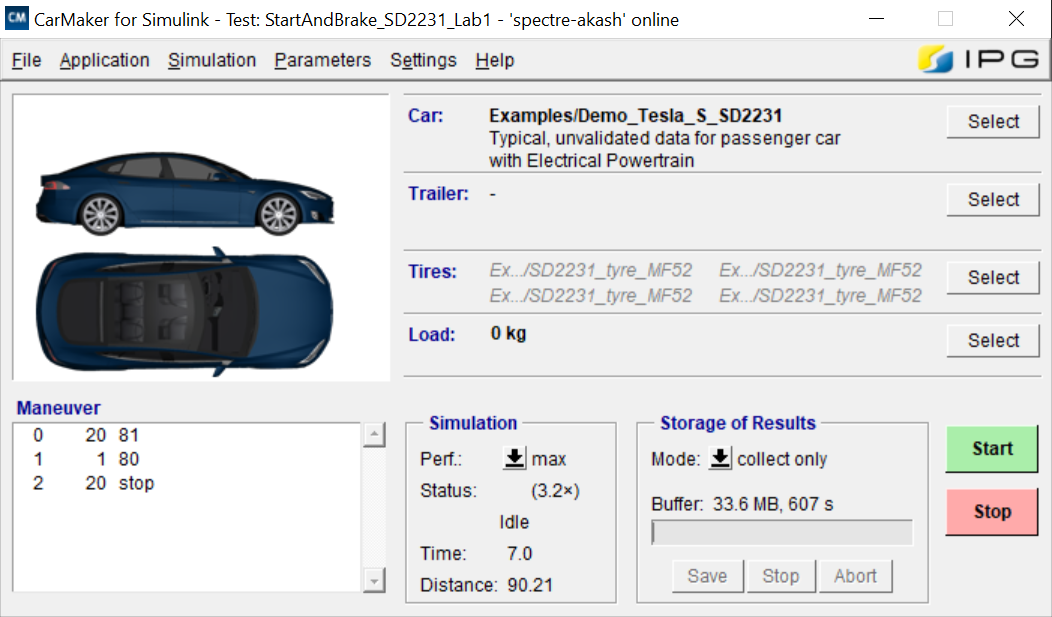 CM CarMaker for Simulink - Test: StartAndBrake_SD2231_Lab1 - 'spectre-akash' online
File Application Simulation Parameters Settings Help
IPG
Car: Examples/Demo_Tesla_S_SD2231 Select
Typical, unvalidated data for passenger car
with Electrical Powertrain
Trailer: - Select
Tires: Ex.../SD2231_tyre_MF52 Ex.../SD2231_tyre_MF52 Select
Ex.../SD2231_tyre_MF52 Ex.../SD2231_tyre_MF52
Load: 0 kg Select
Maneuver
0 20 81
1 1 80
2 20 stop
Simulation
Perf.: max
Status: (3.2×)
Idle
Time: 7.0
Distance: 90.21
Storage of Results
Mode: collect only
Buffer: 33.6 MB, 607 s
Save Stop Abort
Start
Stop